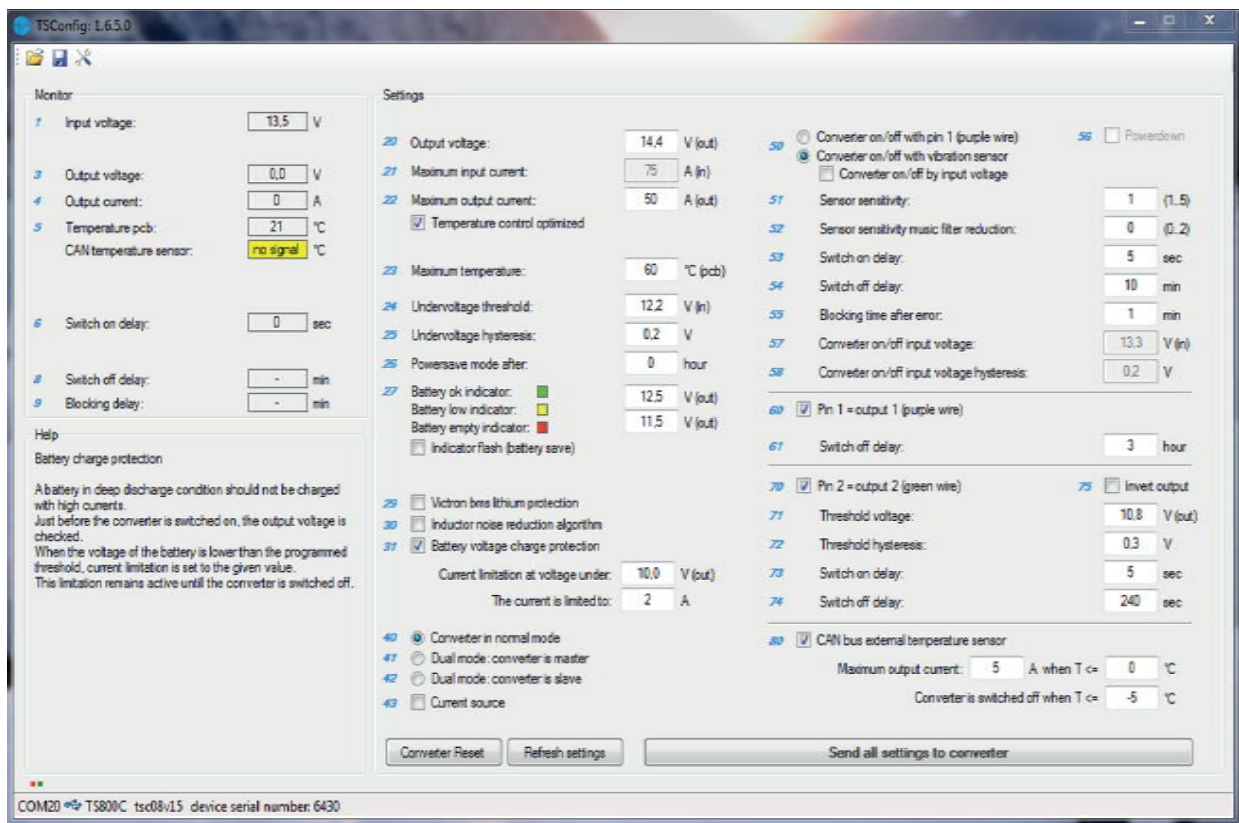 TSConfig: 1.6.5.0
Monitor
1 Input voltage: 13,5 V
3 Output voltage: 0,0 V
4 Output current: 0 A
5 Temperature pcb: 21 °C
CAN temperature sensor: no signal °C
6 Switch on delay: 0 sec
8 Switch off delay: - min
9 Blocking delay: - min
Help
Battery charge protection
A battery in deep discharge condition should not be charged
with high currents.
Just before the converter is switched on, the output voltage is
checked.
When the voltage of the battery is lower than the programmed
threshold, current limitation is set to the given value.
This limitation remains active until the converter is switched off.
Settings
20 Output voltage: 14,4 V (out)
21 Maximum input current: 75 A (in)
22 Maximum output current: 50 A (out)
Temperature control optimized
23 Maximum temperature: 60 °C (pcb)
24 Undervoltage threshold: 12,2 V (in)
25 Undervoltage hysteresis: 0,2 V
25 Powersave mode after: 0 hour
27 Battery ok indicator: 12,5 V (out)
Battery low indicator:
Battery empty indicator: 11,5 V (out)
Indicator flash (battery save)
29 Victron bms lithium protection
30 Inductor noise reduction algorithm
31 Battery voltage charge protection
Current limitation at voltage under: 10,0 V (out)
The current is limited to: 2 A
40 Converter in normal mode
41 Dual mode: converter is master
42 Dual mode: converter is slave
43 Current source
50 Converter on/off with pin 1 (purple wire) 56 Powerdown
Converter on/off with vibration sensor
Converter on/off by input voltage
51 Sensor sensitivity: 1 (1..5)
52 Sensor sensitivity music filter reduction: 0 (0..2)
53 Switch on delay: 5 sec
54 Switch off delay: 10 min
55 Blocking time after error: 1 min
57 Converter on/off input voltage: 13,3 V (in)
58 Converter on/off input voltage hysteresis: 0,2 V
60 Pin 1 = output 1 (purple wire)
61 Switch off delay: 3 hour
70 Pin 2 = output 2 (green wire) 75 Invert output
71 Threshold voltage: 10,8 V (out)
72 Threshold hysteresis: 0,3 V
73 Switch on delay: 5 sec
74 Switch off delay: 240 sec
80 CAN bus external temperature sensor
Maximum output current: 5 A when T <= 0 °C
Converter is switched off when T <= -5 °C
Converter Reset Refresh settings Send all settings to converter
COM20 TS800C tsc08v15 device serial number: 6430